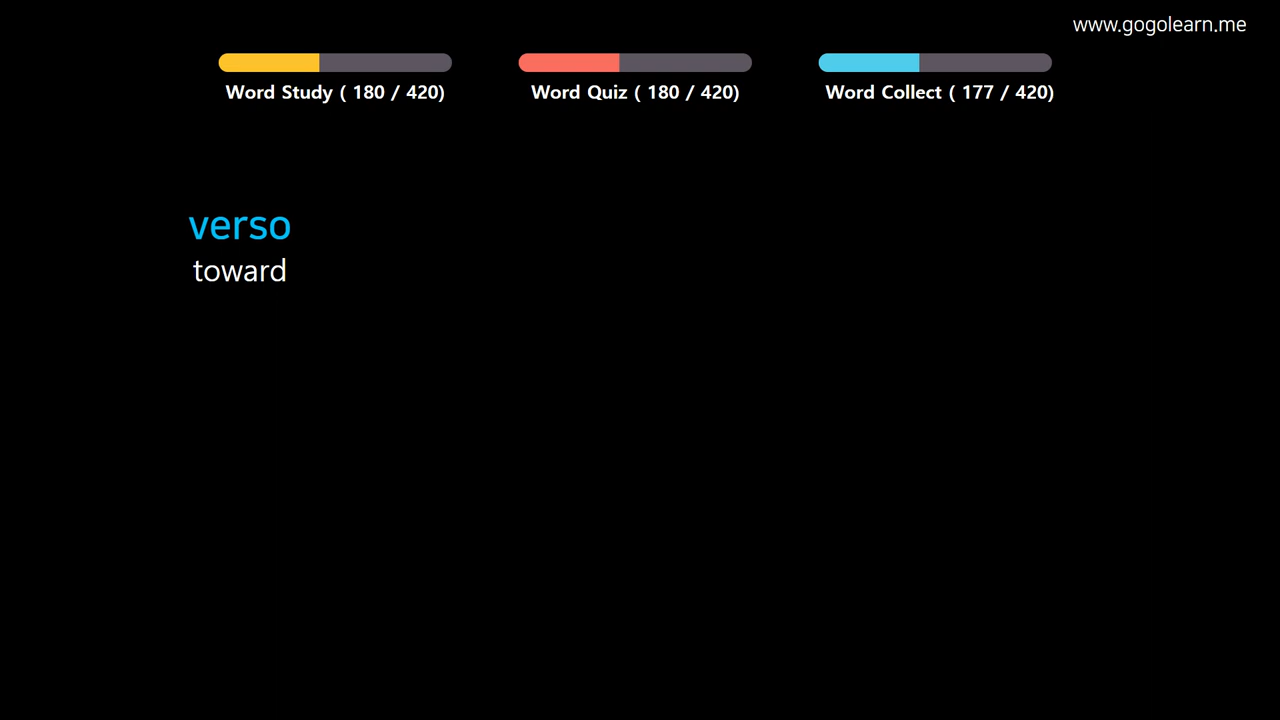 www.gogolearn.me
Word Study ( 180 / 420)
Word Quiz ( 180 / 420)
Word Collect ( 177 / 420)
verso
toward